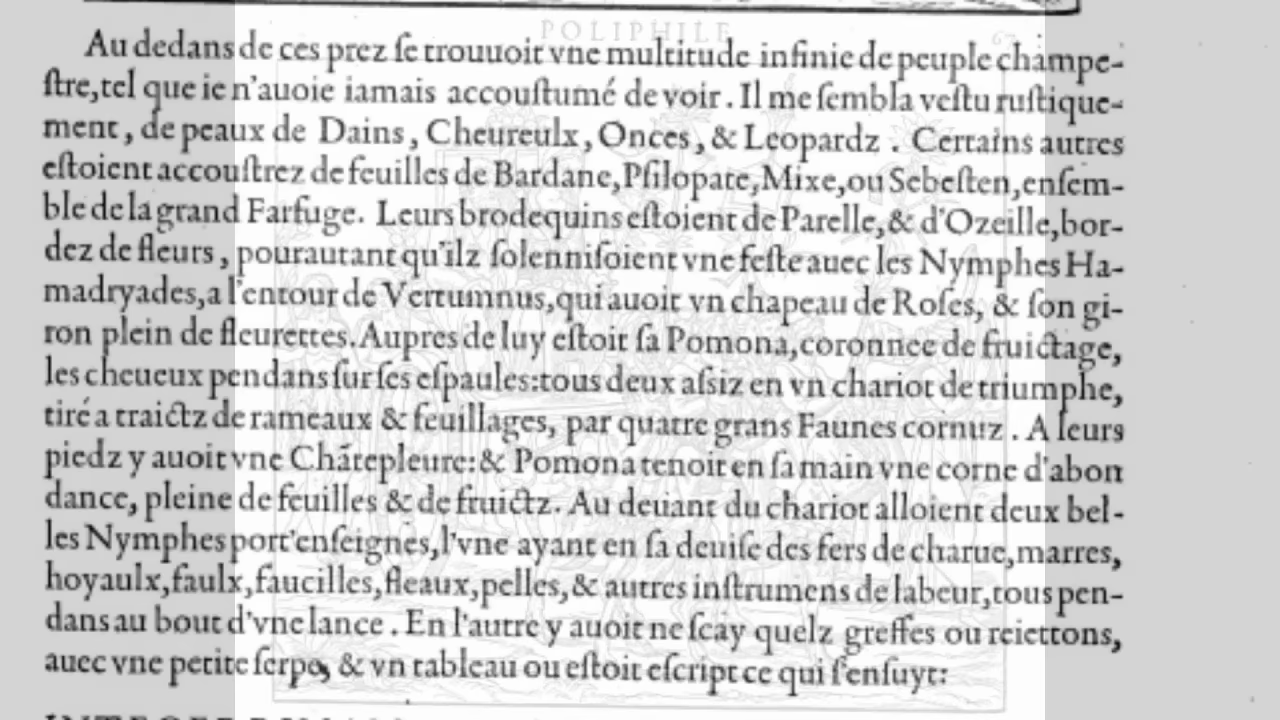 POLIPHILE
Au dedans de ces prez ſe trouuoit vne multitude infinie de peuple champe-
ſtre, tel que ie n'auoie iamais accouſtumé de voir. Il me ſembla veſtu ruſtique-
ment, de peaux de Dains, Cheureulx, Onces, & Leopardz. Certains autres
eſtoient accouſtrez de feuilles de Bardane, Pſilopate, Mixe, ou Sebeſten, enſem-
ble de la grand Farfuge. Leurs brodequins eſtoient de Parelle, & d'Ozeille, bor-
dez de fleurs, pourautant qu'ilz ſolenniſoient vne feſte auec les Nymphes Ha-
madryades, a l'entour de Vertumnus, qui auoit vn chapeau de Roſes, & ſon gi-
ron plein de fleurettes. Aupres de luy eſtoit ſa Pomona, coronnee de fruictage,
les cheueux pendans ſur ſes eſpaules: tous deux aſsiz en vn chariot de triumphe,
tiré a traictz de rameaux & feuillages, par quatre grans Faunes cornuz. A leurs
piedz y auoit vne Chãtepleure: & Pomona tenoit en ſa main vne corne d'abon
dance, pleine de feuilles & de fruictz. Au deuant du chariot alloient deux bel-
les Nymphes port'enſeignes, l'vne ayant en ſa deuiſe des fers de charue, marres,
hoyaulx, faulx, faucilles, fleaux, pelles, & autres inſtrumens de labeur, tous pen-
dans au bout d'vne lance. En l'autre y auoit ne ſcay quelz greffes ou reiettons,
auec vne petite ſerpe, & vn tableau ou eſtoit eſcript ce qui ſ'enſuyt: